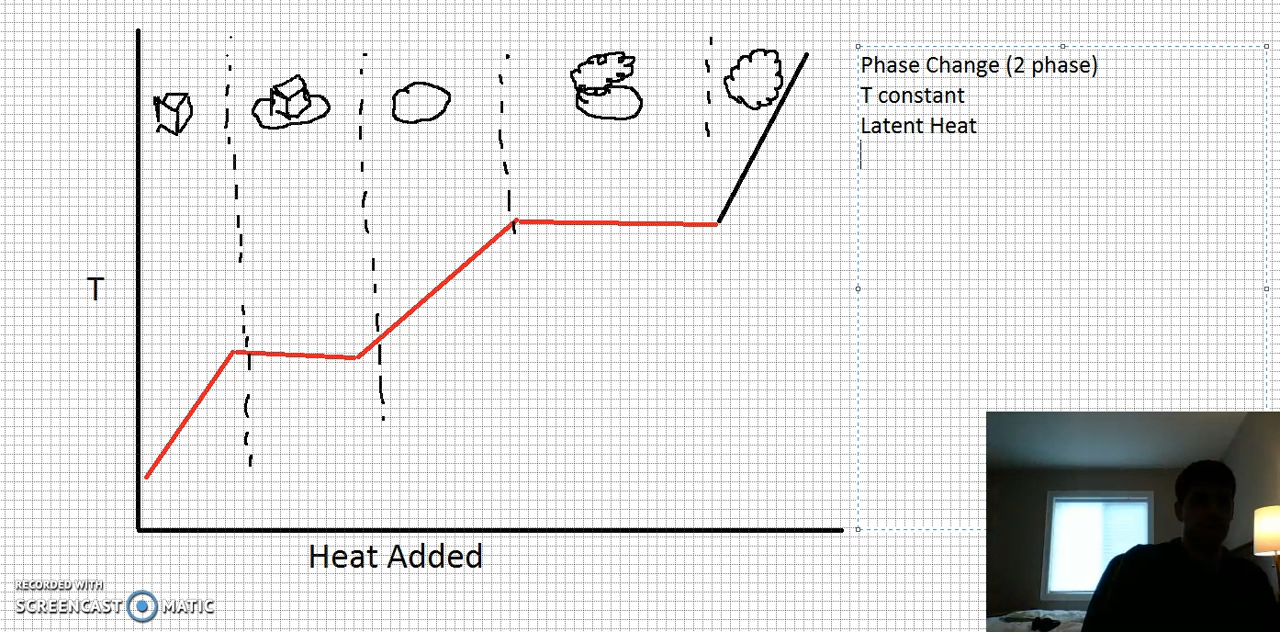 Phase Change (2 phase)
T constant
Latent Heat
T
Heat Added
RECORDED WITH
SCREENCAST MATIC